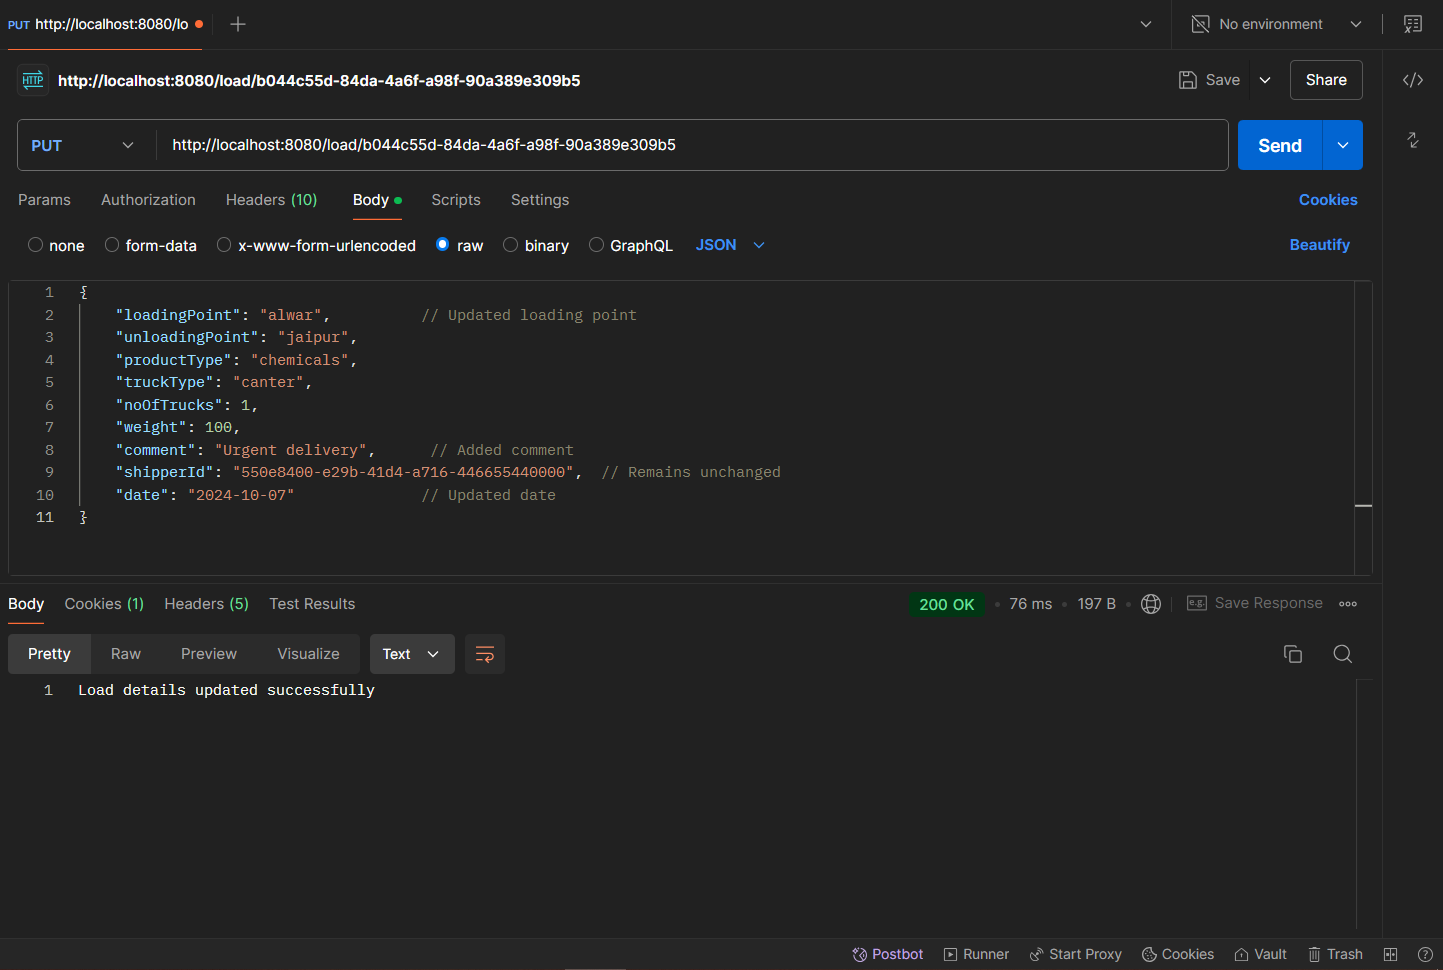 PUT http://localhost:8080/lo
No environment
HTTP http://localhost:8080/load/b044c55d-84da-4a6f-a98f-90a389e309b5
Save
Share
PUT http://localhost:8080/load/b044c55d-84da-4a6f-a98f-90a389e309b5
Send
Params Authorization Headers (10) Body Scripts Settings Cookies
none form-data x-www-form-urlencoded raw binary GraphQL JSON Beautify
1 {
2 "loadingPoint": "alwar", // Updated loading point
3 "unloadingPoint": "jaipur",
4 "productType": "chemicals",
5 "truckType": "canter",
6 "noOfTrucks": 1,
7 "weight": 100,
8 "comment": "Urgent delivery", // Added comment
9 "shipperId": "550e8400-e29b-41d4-a716-446655440000", // Remains unchanged
10 "date": "2024-10-07" // Updated date
11 }
Body Cookies (1) Headers (5) Test Results 200 OK 76 ms 197 B e.g. Save Response
Pretty Raw Preview Visualize Text
1 Load details updated successfully
Postbot Runner Start Proxy Cookies Vault Trash